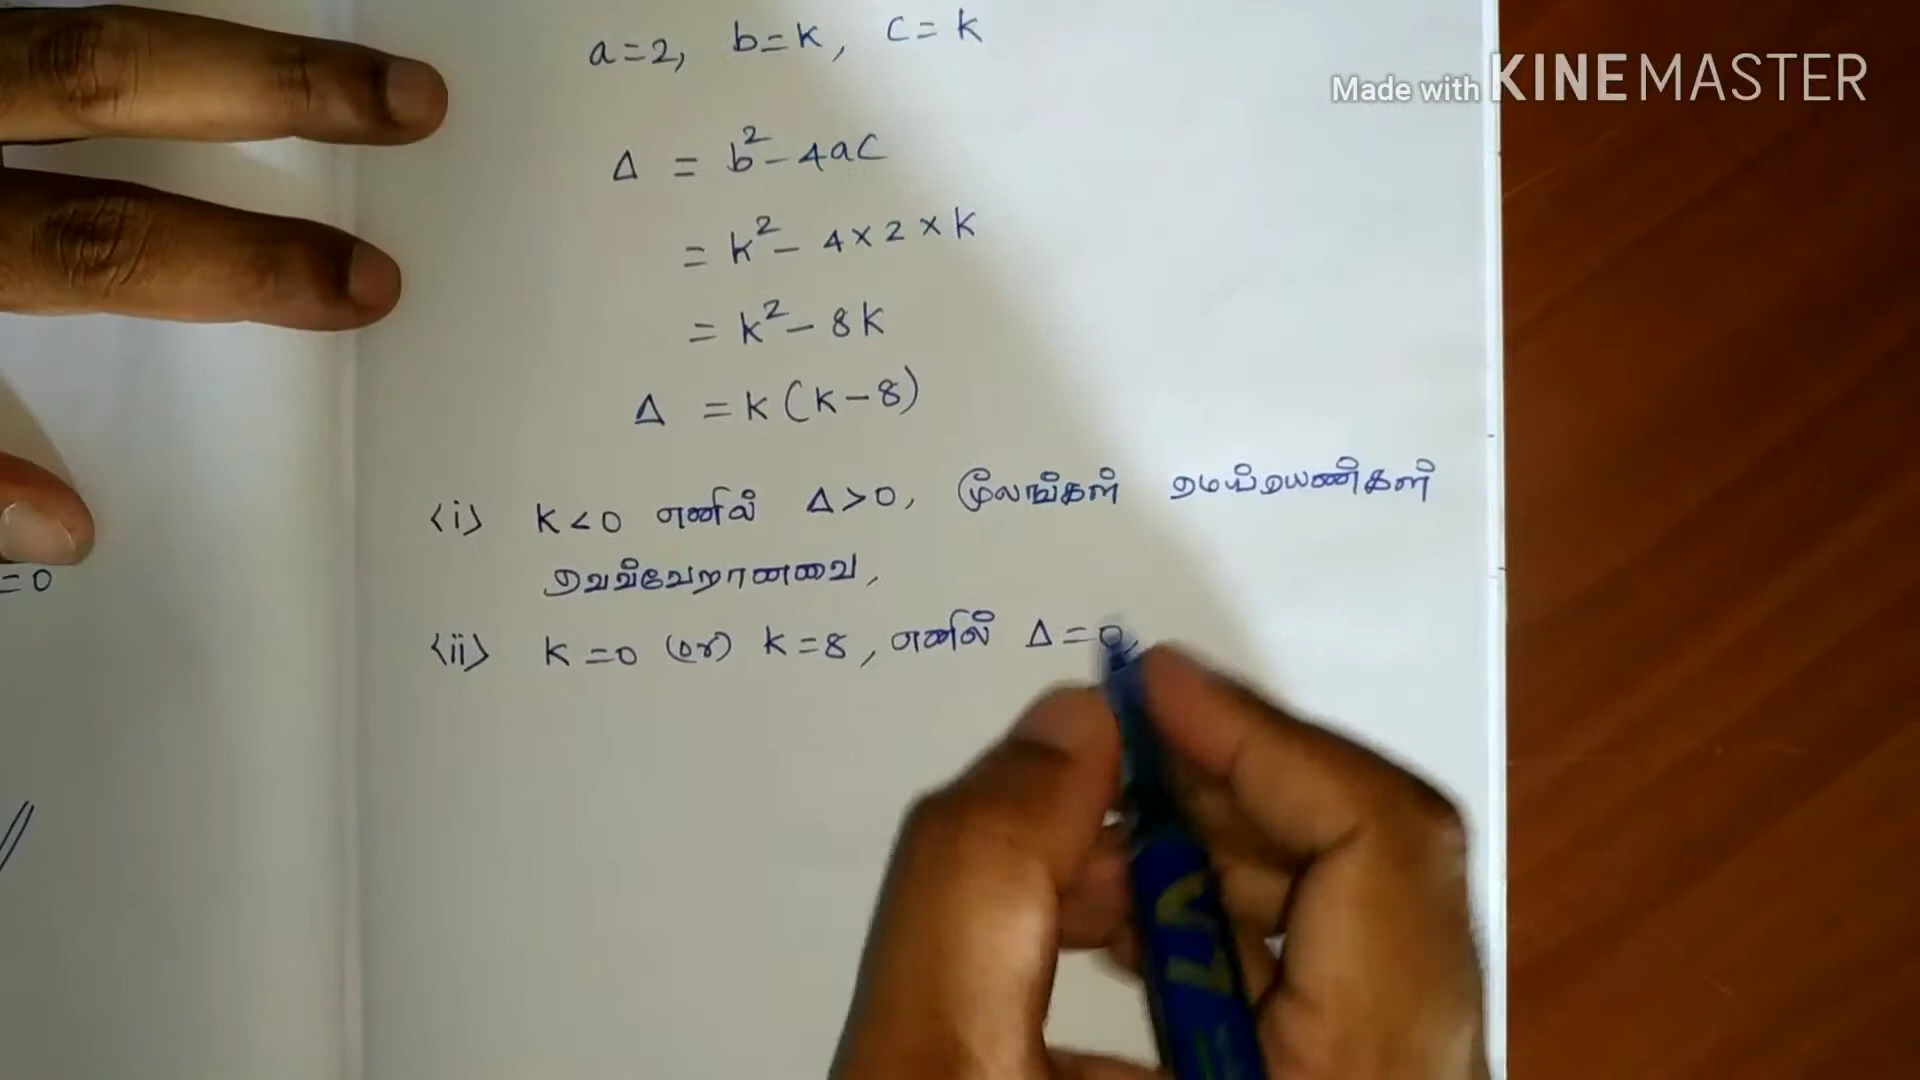 a=2, b=k, c=k
Made with KINEMASTER
Δ = b²-4ac
= k²- 4×2×k
= k²- 8k
Δ = k(k-8)
(i) k<0 எனில் Δ>0, மூலங்கள் மெய்யெண்கள்
வெவ்வேறானவை,
=0
(ii) k=0 (or) k=8, எனில் Δ=0,